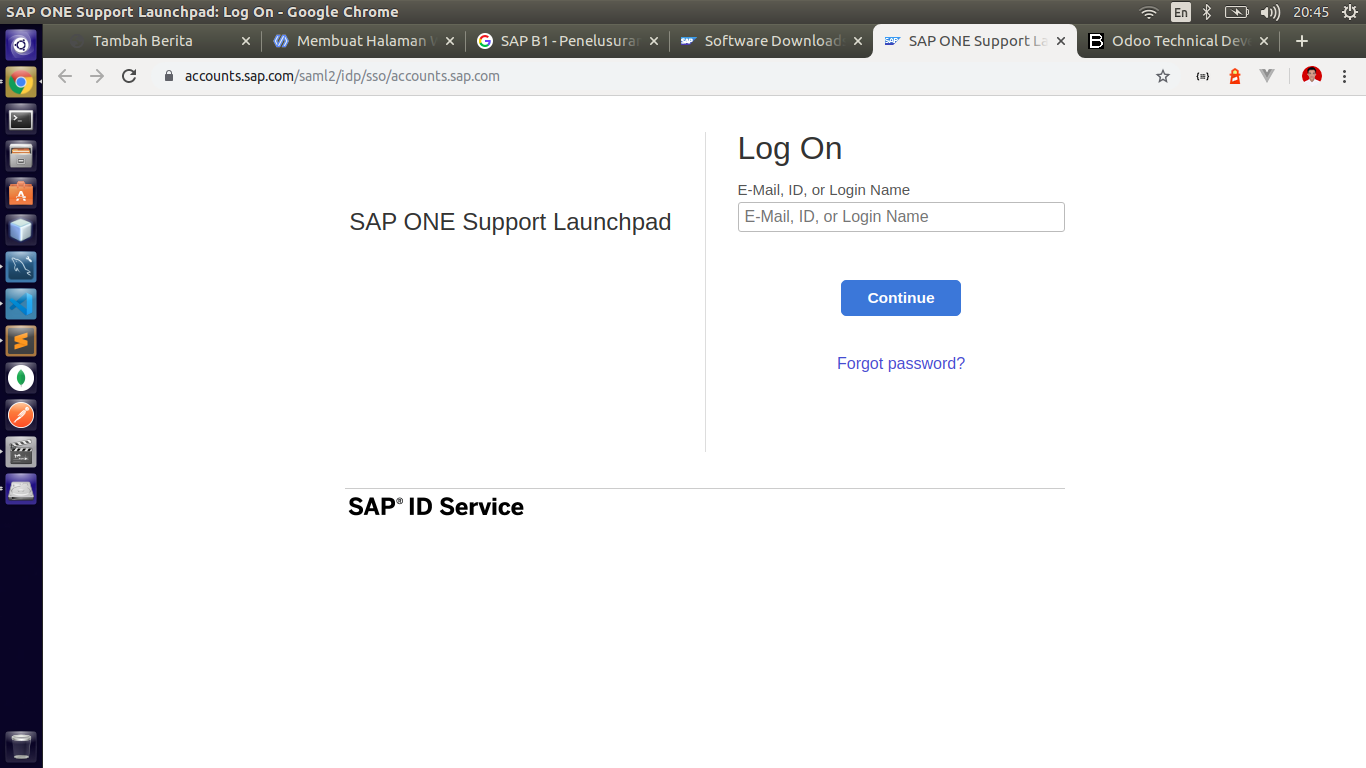 SAP ONE Support Launchpad: Log On - Google Chrome
En
20:45
Tambah Berita
Membuat Halaman
SAP B1 - Penelusuran
Software Downloads
SAP ONE Support La
Odoo Technical Deve
accounts.sap.com/saml2/idp/sso/accounts.sap.com
SAP ONE Support Launchpad
Log On
E-Mail, ID, or Login Name
E-Mail, ID, or Login Name
Continue
Forgot password?
SAP® ID Service